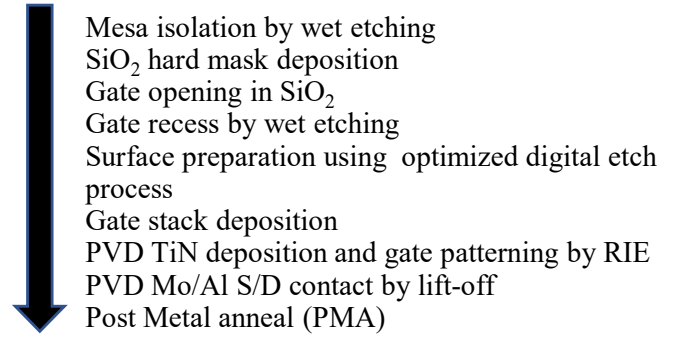 Mesa isolation by wet etching
SiO₂ hard mask deposition
Gate opening in SiO₂
Gate recess by wet etching
Surface preparation using optimized digital etch
process
Gate stack deposition
PVD TiN deposition and gate patterning by RIE
PVD Mo/Al S/D contact by lift-off
Post Metal anneal (PMA)